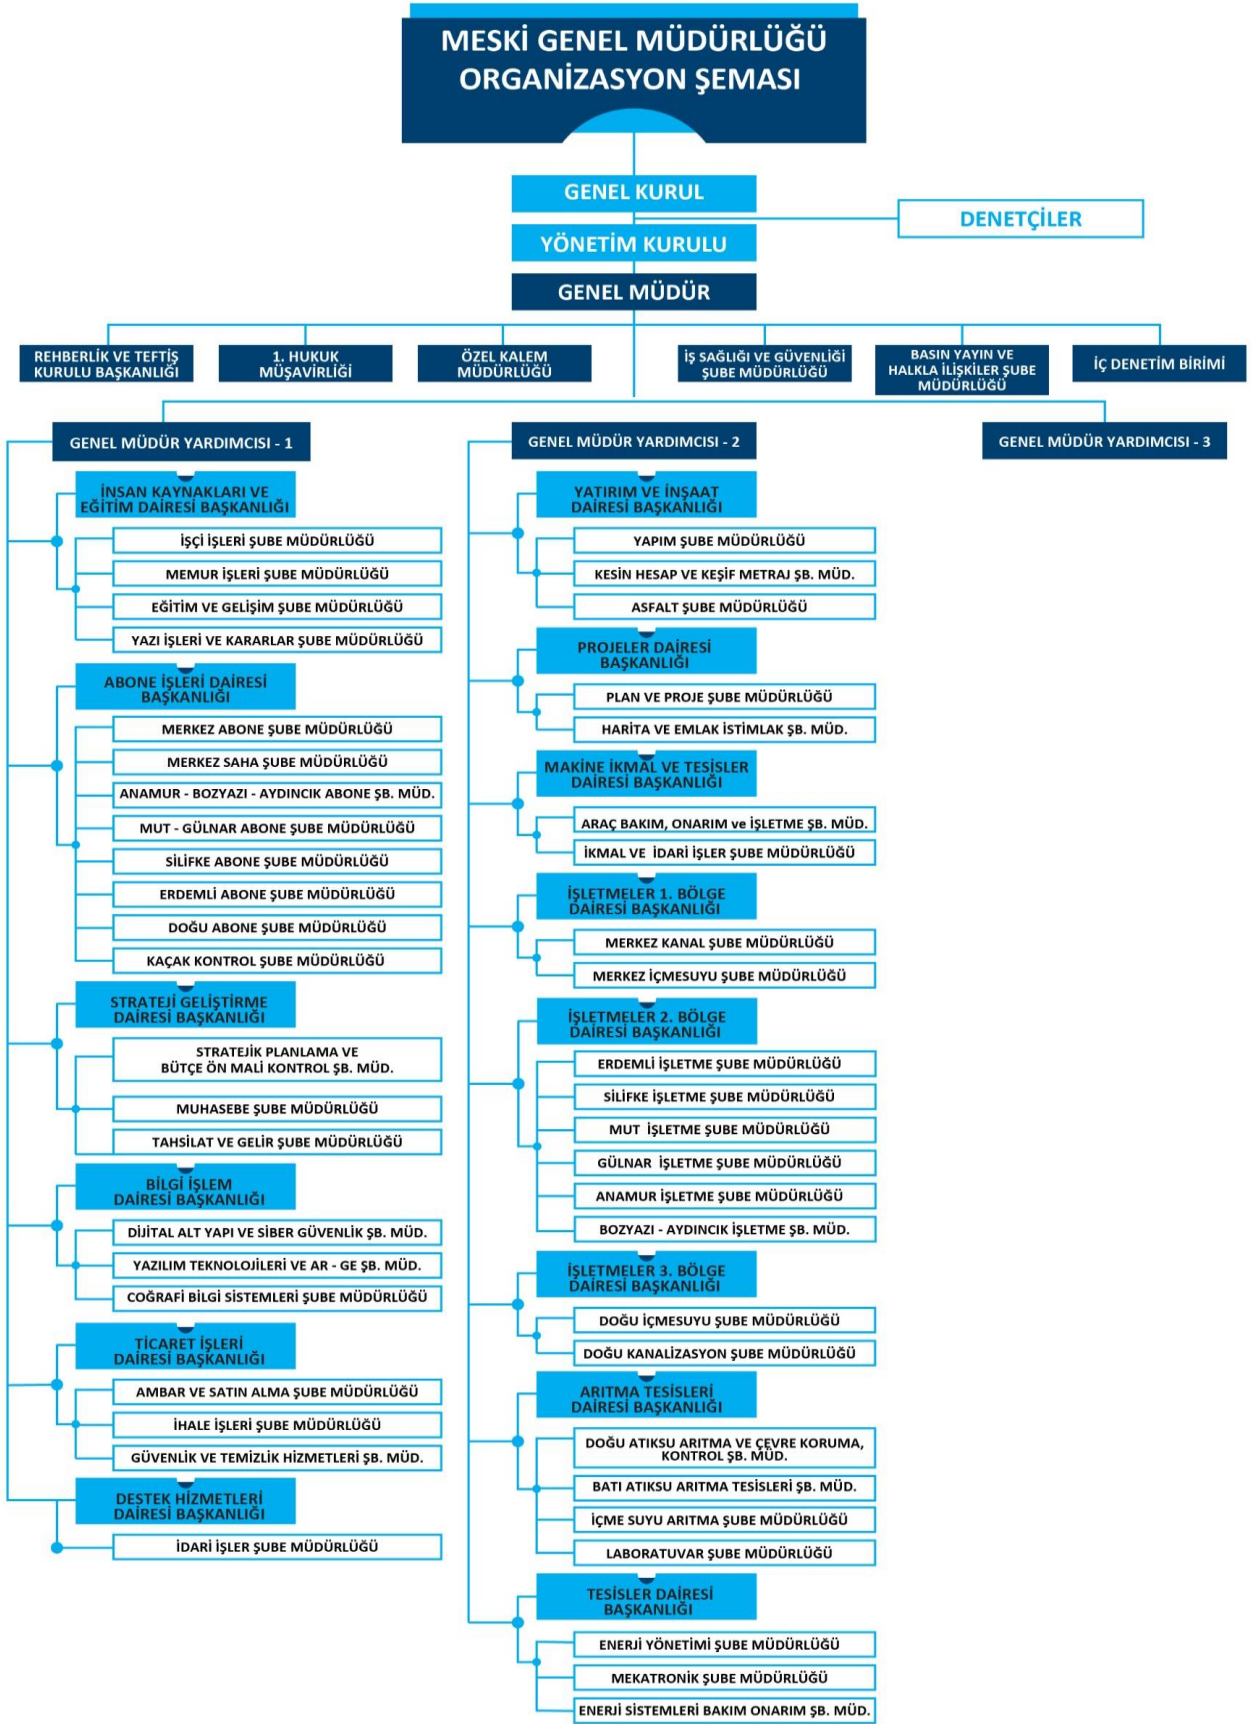 MESKİ GENEL MÜDÜRLÜĞÜ
ORGANİZASYON ŞEMASI
GENEL KURUL
DENETÇİLER
YÖNETİM KURULU
GENEL MÜDÜR
REHBERLİK VE TEFTİŞ
KURULU BAŞKANLIĞI
1. HUKUK
MÜŞAVİRLİĞİ
ÖZEL KALEM
MÜDÜRLÜĞÜ
İŞ SAĞLIĞI VE GÜVENLİĞİ
ŞUBE MÜDÜRLÜĞÜ
BASIN YAYIN VE
HALKLA İLİŞKİLER ŞUBE
MÜDÜRLÜĞÜ
İÇ DENETİM BİRİMİ
GENEL MÜDÜR YARDIMCISI - 1
İNSAN KAYNAKLARI VE
EĞİTİM DAİRESİ BAŞKANLIĞI
İŞÇİ İŞLERİ ŞUBE MÜDÜRLÜĞÜ
MEMUR İŞLERİ ŞUBE MÜDÜRLÜĞÜ
EĞİTİM VE GELİŞİM ŞUBE MÜDÜRLÜĞÜ
YAZI İŞLERİ VE KARARLAR ŞUBE MÜDÜRLÜĞÜ
ABONE İŞLERİ DAİRESİ
BAŞKANLIĞI
MERKEZ ABONE ŞUBE MÜDÜRLÜĞÜ
MERKEZ SAHA ŞUBE MÜDÜRLÜĞÜ
ANAMUR - BOZYAZI - AYDINCIK ABONE ŞB. MÜD.
MUT - GÜLNAR ABONE ŞUBE MÜDÜRLÜĞÜ
SİLİFKE ABONE ŞUBE MÜDÜRLÜĞÜ
ERDEMLİ ABONE ŞUBE MÜDÜRLÜĞÜ
DOĞU ABONE ŞUBE MÜDÜRLÜĞÜ
KAÇAK KONTROL ŞUBE MÜDÜRLÜĞÜ
STRATEJİ GELİŞTİRME
DAİRESİ BAŞKANLIĞI
STRATEJİK PLANLAMA VE
BÜTÇE ÖN MALİ KONTROL ŞB. MÜD.
MUHASEBE ŞUBE MÜDÜRLÜĞÜ
TAHSİLAT VE GELİR ŞUBE MÜDÜRLÜĞÜ
BİLGİ İŞLEM
DAİRESİ BAŞKANLIĞI
DİJİTAL ALT YAPI VE SİBER GÜVENLİK ŞB. MÜD.
YAZILIM TEKNOLOJİLERİ VE AR - GE ŞB. MÜD.
COĞRAFİ BİLGİ SİSTEMLERİ ŞUBE MÜDÜRLÜĞÜ
TİCARET İŞLERİ
DAİRESİ BAŞKANLIĞI
AMBAR VE SATIN ALMA ŞUBE MÜDÜRLÜĞÜ
İHALE İŞLERİ ŞUBE MÜDÜRLÜĞÜ
GÜVENLİK VE TEMİZLİK HİZMETLERİ ŞB. MÜD.
DESTEK HİZMETLERİ
DAİRESİ BAŞKANLIĞI
İDARİ İŞLER ŞUBE MÜDÜRLÜĞÜ
GENEL MÜDÜR YARDIMCISI - 2
YATIRIM VE İNŞAAT
DAİRESİ BAŞKANLIĞI
YAPIM ŞUBE MÜDÜRLÜĞÜ
KESİN HESAP VE KEŞİF METRAJ ŞB. MÜD.
ASFALT ŞUBE MÜDÜRLÜĞÜ
PROJELER DAİRESİ
BAŞKANLIĞI
PLAN VE PROJE ŞUBE MÜDÜRLÜĞÜ
HARİTA VE EMLAK İSTİMLAK ŞB. MÜD.
MAKİNE İKMAL VE TESİSLER
DAİRESİ BAŞKANLIĞI
ARAÇ BAKIM, ONARIM ve İŞLETME ŞB. MÜD.
İKMAL VE İDARİ İŞLER ŞUBE MÜDÜRLÜĞÜ
İŞLETMELER 1. BÖLGE
DAİRESİ BAŞKANLIĞI
MERKEZ KANAL ŞUBE MÜDÜRLÜĞÜ
MERKEZ İÇMESUYU ŞUBE MÜDÜRLÜĞÜ
İŞLETMELER 2. BÖLGE
DAİRESİ BAŞKANLIĞI
ERDEMLİ İŞLETME ŞUBE MÜDÜRLÜĞÜ
SİLİFKE İŞLETME ŞUBE MÜDÜRLÜĞÜ
MUT İŞLETME ŞUBE MÜDÜRLÜĞÜ
GÜLNAR İŞLETME ŞUBE MÜDÜRLÜĞÜ
ANAMUR İŞLETME ŞUBE MÜDÜRLÜĞÜ
BOZYAZI - AYDINCIK İŞLETME ŞB. MÜD.
İŞLETMELER 3. BÖLGE
DAİRESİ BAŞKANLIĞI
DOĞU İÇMESUYU ŞUBE MÜDÜRLÜĞÜ
DOĞU KANALİZASYON ŞUBE MÜDÜRLÜĞÜ
ARITMA TESİSLERİ
DAİRESİ BAŞKANLIĞI
DOĞU ATIKSU ARITMA VE ÇEVRE KORUMA,
KONTROL ŞB. MÜD.
BATI ATIKSU ARITMA TESİSLERİ ŞB. MÜD.
İÇME SUYU ARITMA ŞUBE MÜDÜRLÜĞÜ
LABORATUVAR ŞUBE MÜDÜRLÜĞÜ
TESİSLER DAİRESİ
BAŞKANLIĞI
ENERJİ YÖNETİMİ ŞUBE MÜDÜRLÜĞÜ
MEKATRONİK ŞUBE MÜDÜRLÜĞÜ
ENERJİ SİSTEMLERİ BAKIM ONARIM ŞB. MÜD.
GENEL MÜDÜR YARDIMCISI - 3